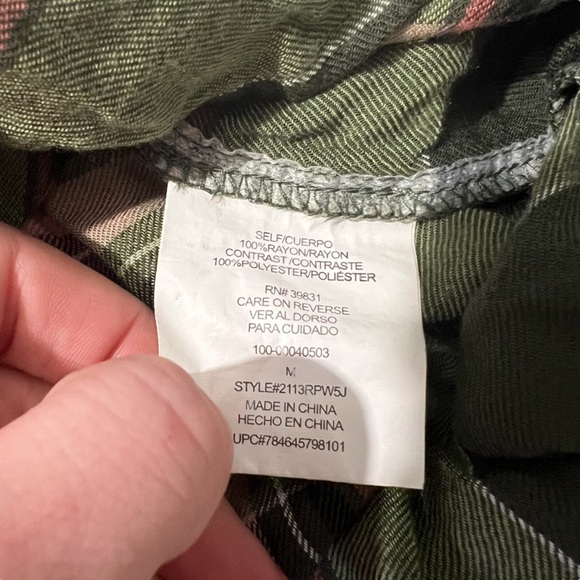 SELF/CUERPO
100%RAYON/RAYON
CONTRAST/CONTRASTE
100%POLYESTER/POLIÉSTER
RN# 39831
CARE ON REVERSE
VER AL DORSO
PARA CUIDADO
100-00040503
M
STYLE#2113RPW5J
MADE IN CHINA
HECHO EN CHINA
UPC#784645798101